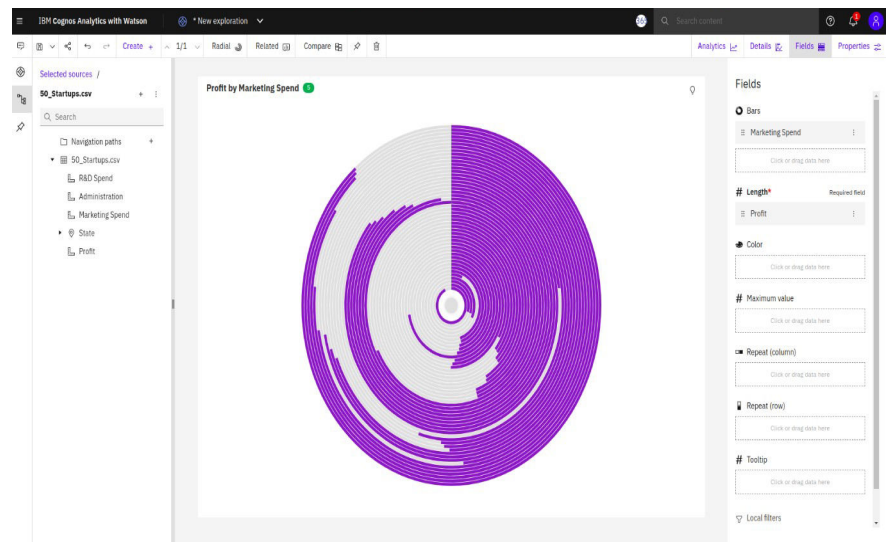 IBM Cognos Analytics with Watson
* New exploration
Search content
1/1
Create +
Radial
Related
Compare
Analytics
Details
Fields
Properties
Selected sources /
50_Startups.csv
Search
Navigation paths
50_Startups.csv
R&D Spend
Administration
Marketing Spend
State
Profit
Profit by Marketing Spend
Fields
Bars
Marketing Spend
Click or drag data here
# Length*
Required field
Profit
Color
Click or drag data here
# Maximum value
Click or drag data here
Repeat (column)
Click or drag data here
Repeat (row)
Click or drag data here
# Tooltip
Click or drag data here
Local filters